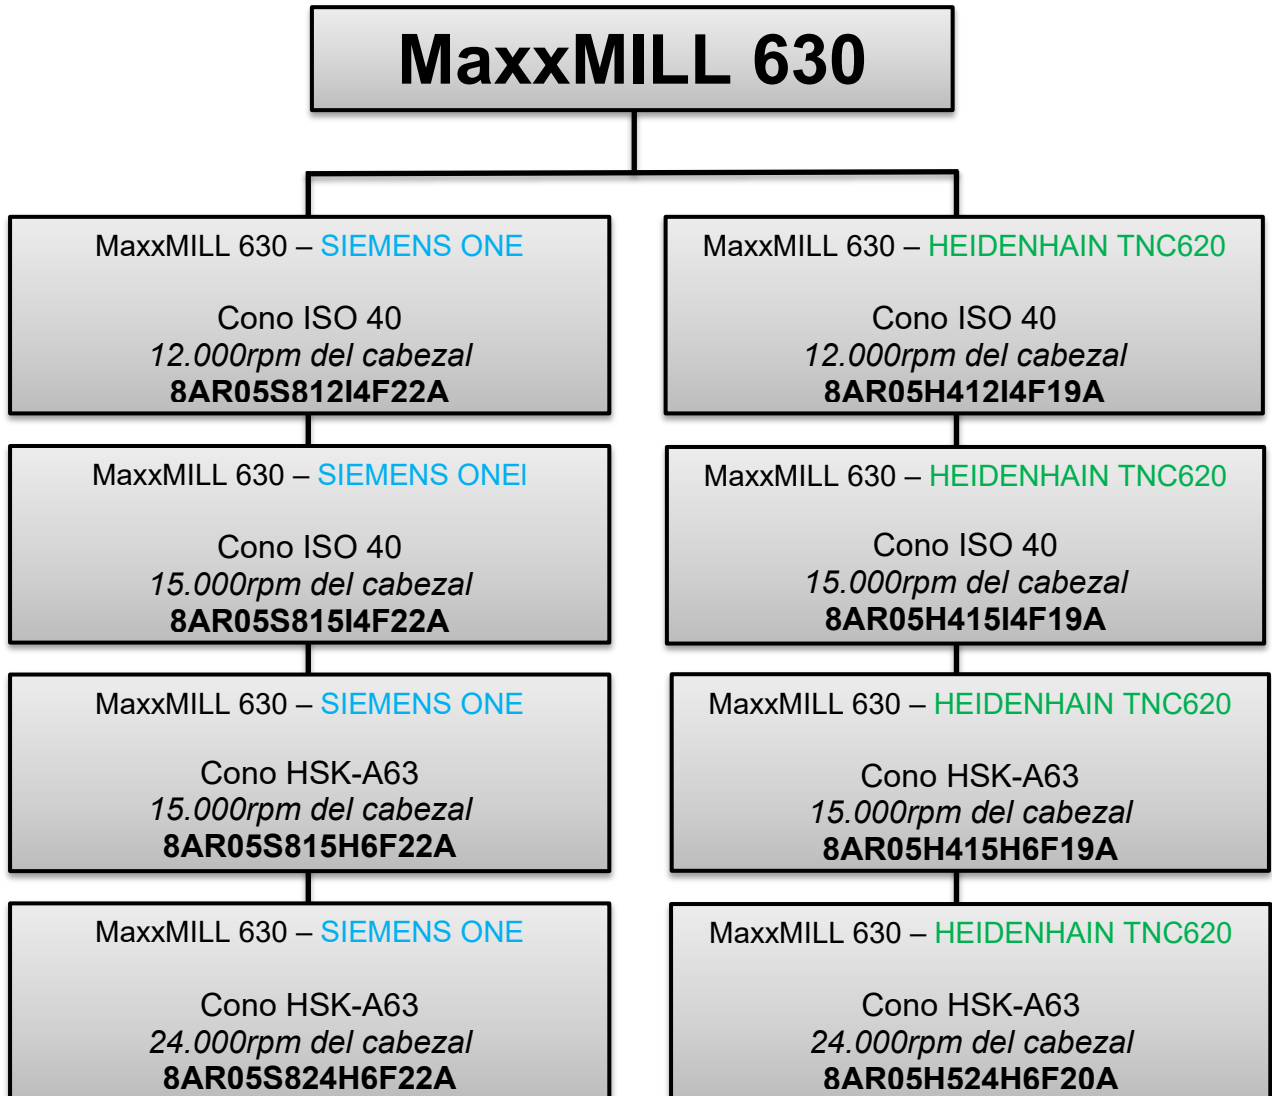 MaxxMILL 630
MaxxMILL 630 – SIEMENS ONE
Cono ISO 40
12.000rpm del cabezal
8AR05S812I4F22A
MaxxMILL 630 – SIEMENS ONEl
Cono ISO 40
15.000rpm del cabezal
8AR05S815I4F22A
MaxxMILL 630 – SIEMENS ONE
Cono HSK-A63
15.000rpm del cabezal
8AR05S815H6F22A
MaxxMILL 630 – SIEMENS ONE
Cono HSK-A63
24.000rpm del cabezal
8AR05S824H6F22A
MaxxMILL 630 – HEIDENHAIN TNC620
Cono ISO 40
12.000rpm del cabezal
8AR05H412I4F19A
MaxxMILL 630 – HEIDENHAIN TNC620
Cono ISO 40
15.000rpm del cabezal
8AR05H415I4F19A
MaxxMILL 630 – HEIDENHAIN TNC620
Cono HSK-A63
15.000rpm del cabezal
8AR05H415H6F19A
MaxxMILL 630 – HEIDENHAIN TNC620
Cono HSK-A63
24.000rpm del cabezal
8AR05H524H6F20A